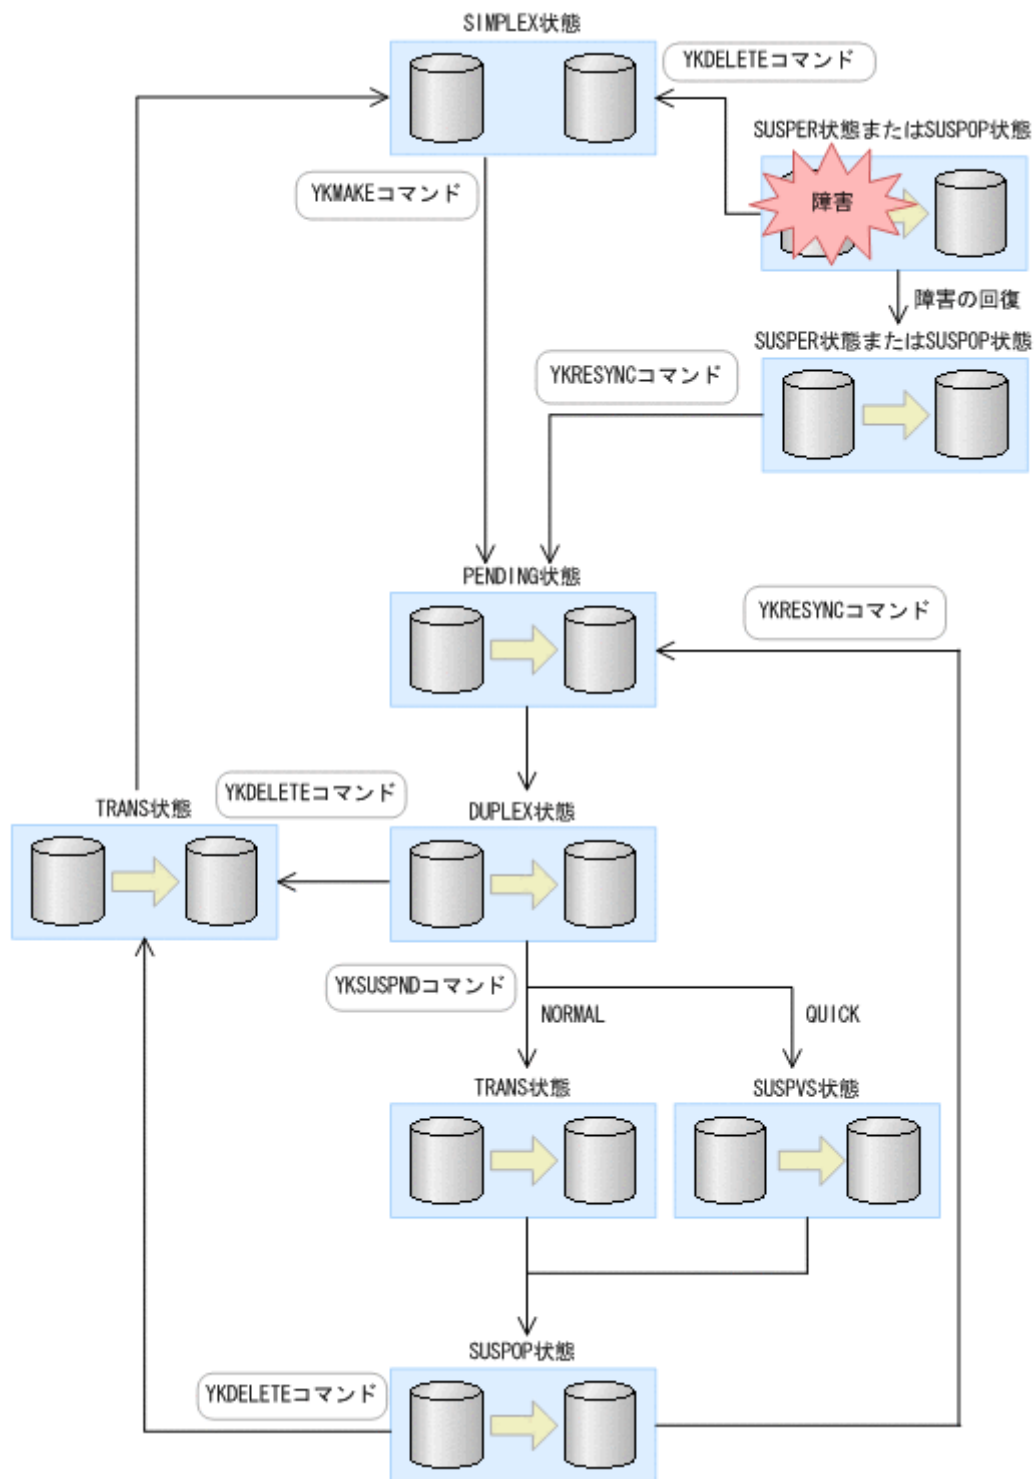 SIMPLEX状態
YKDELETEコマンド
SUSPER状態またはSUSPOP状態
YKMAKEコマンド
障害
障害の回復
SUSPER状態またはSUSPOP状態
YKRESYNCコマンド
PENDING状態
YKRESYNCコマンド
YKDELETEコマンド
TRANS状態
DUPLEX状態
YKSUSPNDコマンド
NORMAL
QUICK
TRANS状態
SUSPVS状態
SUSPOP状態
YKDELETEコマンド